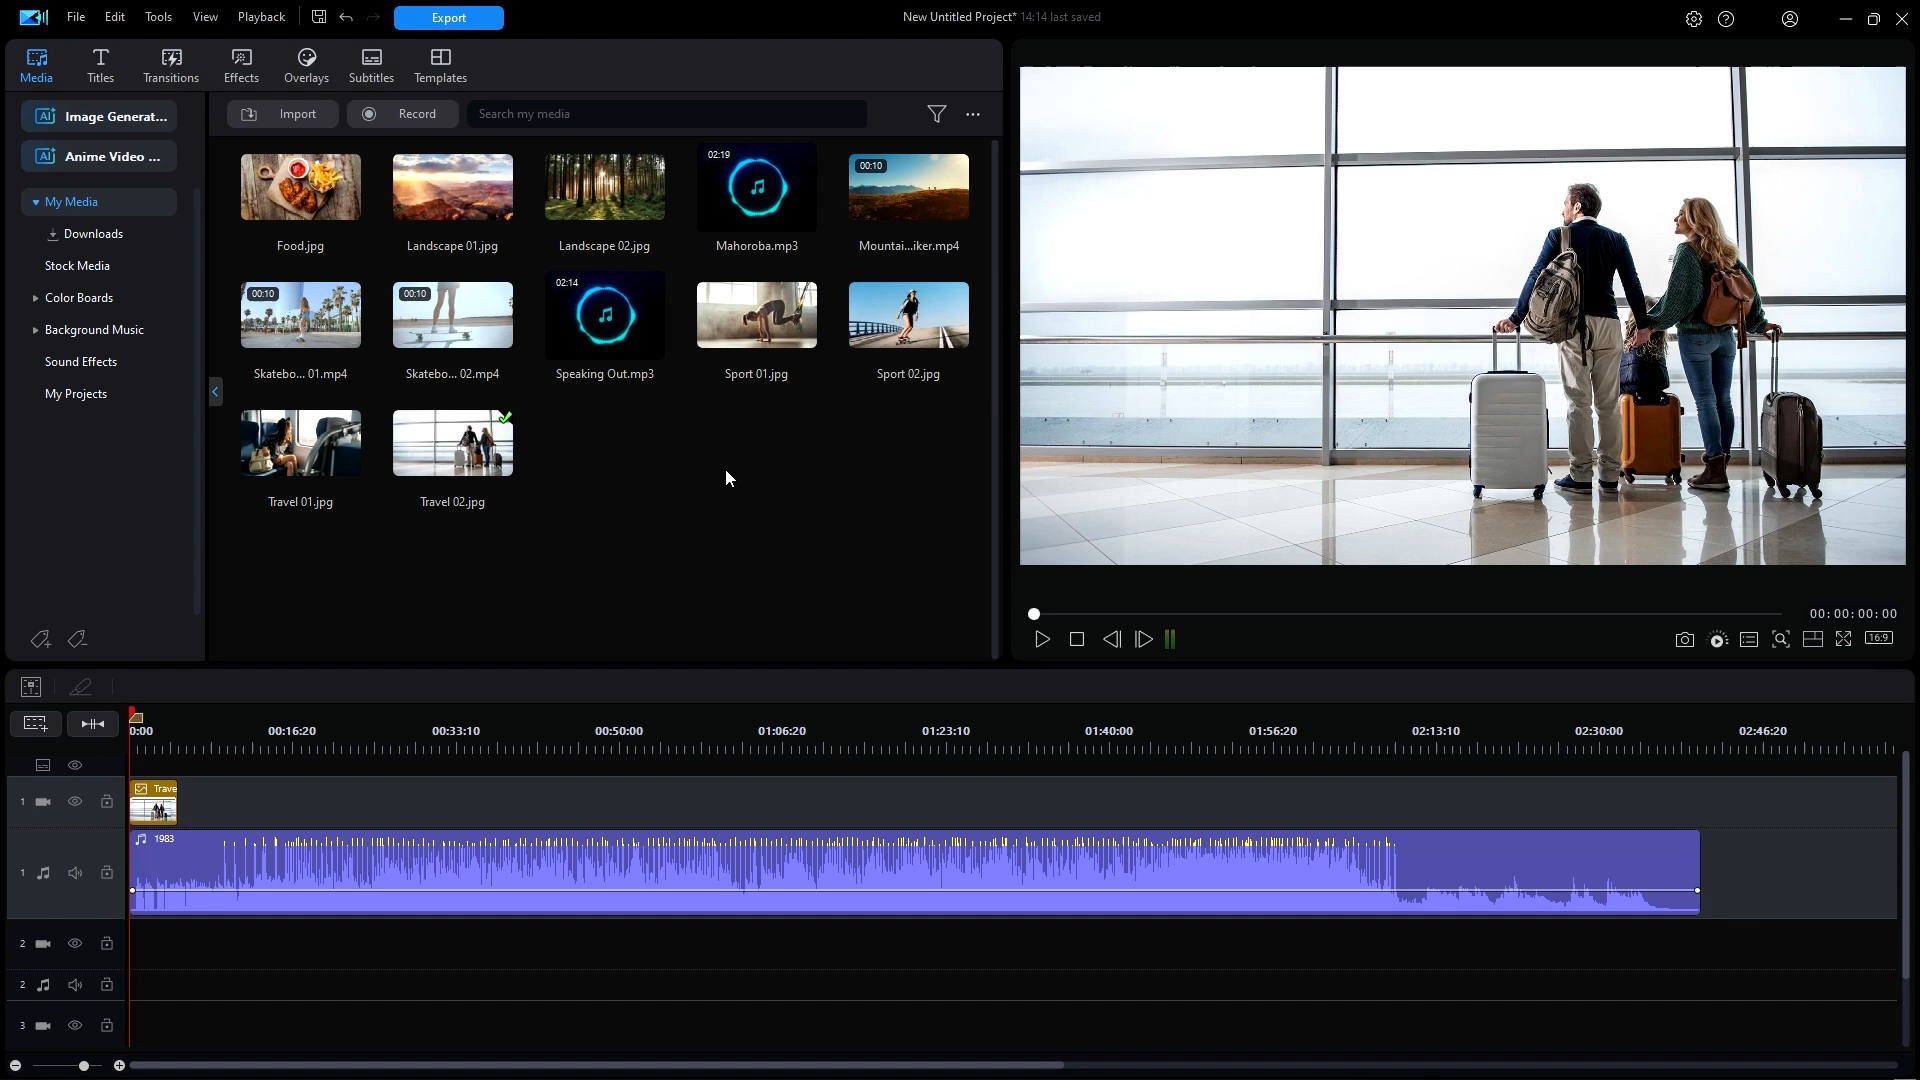 File Edit Tools View Playback Export New Untitled Project* 14:14 last saved
Media Titles Transitions Effects Overlays Subtitles Templates
AI Image Generat... Import Record Search my media
AI Anime Video ...
My Media
Downloads
Stock Media
Color Boards
Background Music
Sound Effects
My Projects
02:19 00:10
Food.jpg Landscape 01.jpg Landscape 02.jpg Mahoroba.mp3 Mountai...iker.mp4
00:10 00:10 02:14
Skatebo... 01.mp4 Skatebo... 02.mp4 Speaking Out.mp3 Sport 01.jpg Sport 02.jpg
Travel 01.jpg Travel 02.jpg
00:00:00:00
16:9
0:00 00:16:20 00:33:10 00:50:00 01:06:20 01:23:10 01:40:00 01:56:20 02:13:10 02:30:00 02:46:20
1 Trave
1 1983
2
2
3